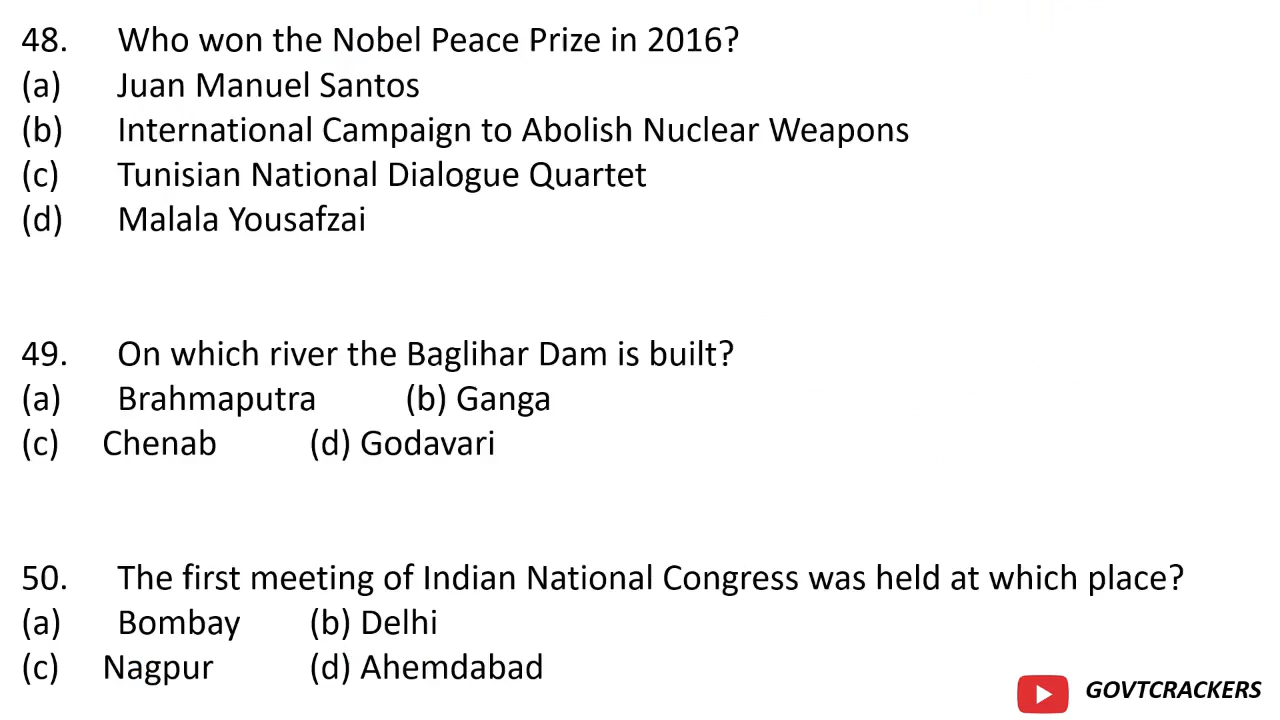 48. Who won the Nobel Peace Prize in 2016?
(a) Juan Manuel Santos
(b) International Campaign to Abolish Nuclear Weapons
(c) Tunisian National Dialogue Quartet
(d) Malala Yousafzai
49. On which river the Baglihar Dam is built?
(a) Brahmaputra (b) Ganga
(c) Chenab (d) Godavari
50. The first meeting of Indian National Congress was held at which place?
(a) Bombay (b) Delhi
(c) Nagpur (d) Ahemdabad
GOVTCRACKERS